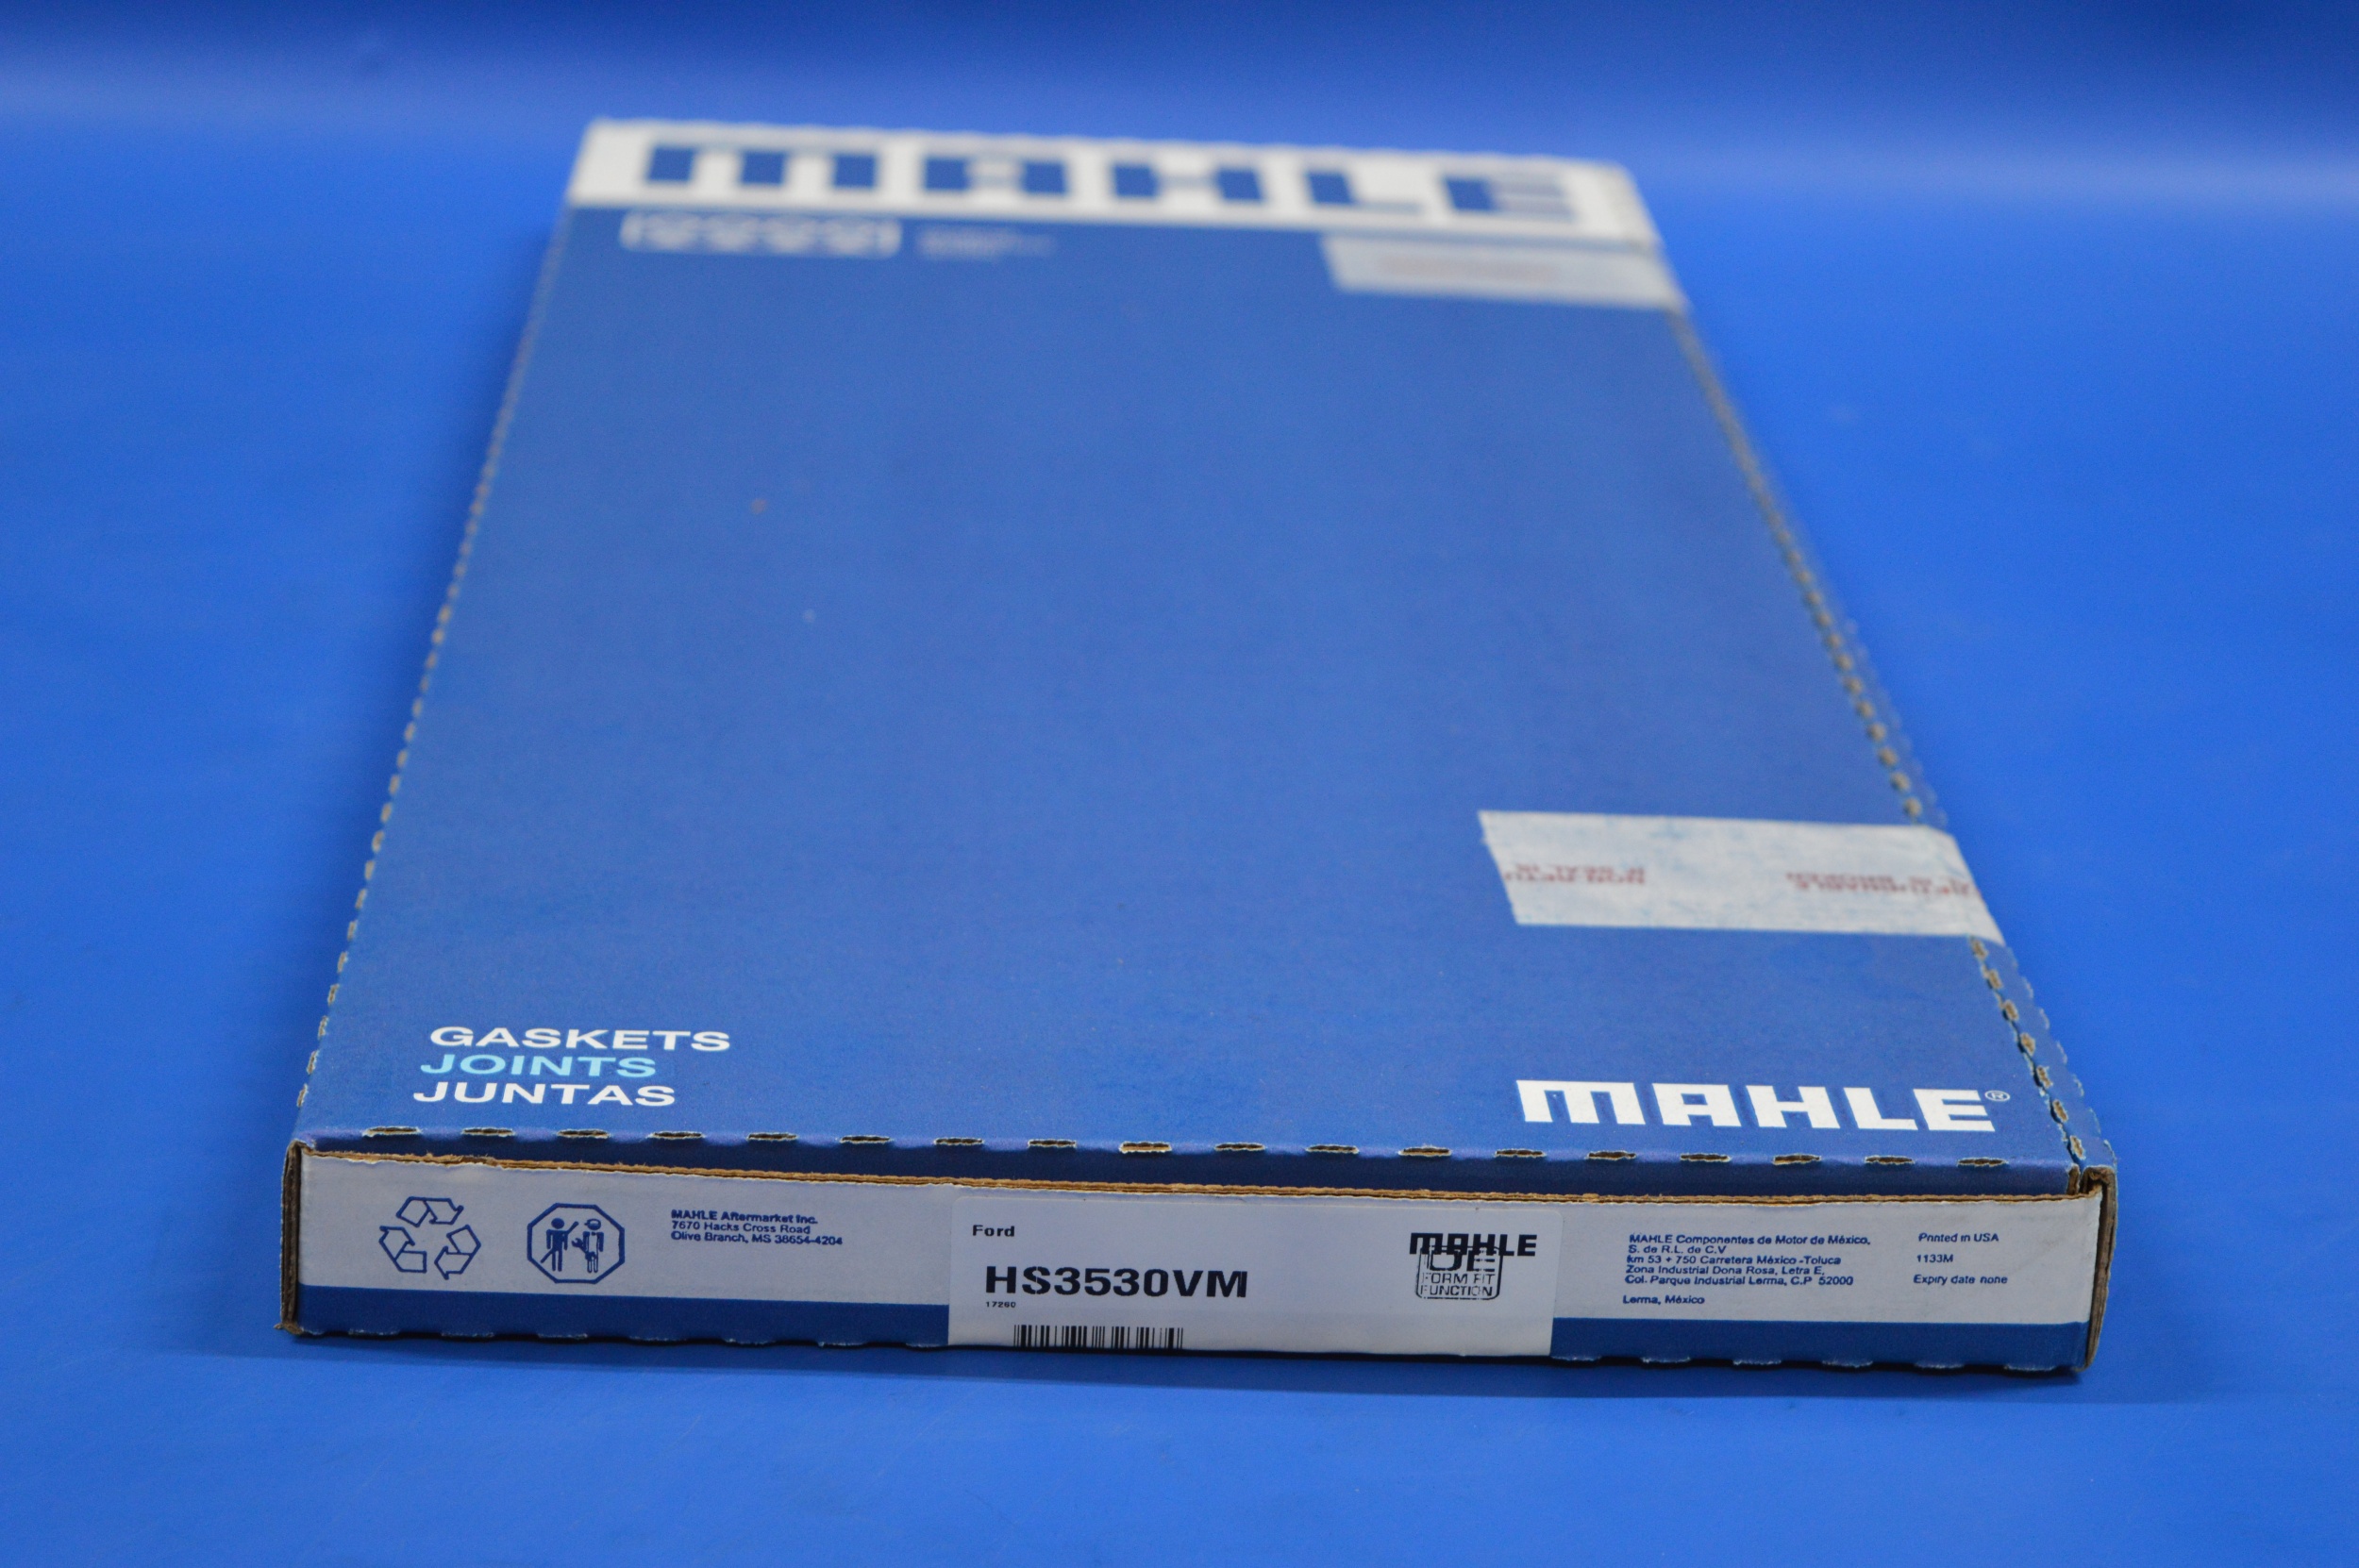 MAHLE
GASKETS
JOINTS
JUNTAS
MAHLE®
MAHLE Aftermarket Inc.
7670 Hacks Cross Road
Olive Branch, MS 38654-4204
Ford
HS3530VM
17260
MAHLE
OE
FORM FIT
FUNCTION
MAHLE Componentes de Motor de México,
S. de R.L. de C.V
km 53 + 750 Carretera México -Toluca
Zona Industrial Dona Rosa, Letra E,
Col. Parque Industrial Lerma, C.P 52000
Lerma, México
Printed in USA
1133M
Expiry date none